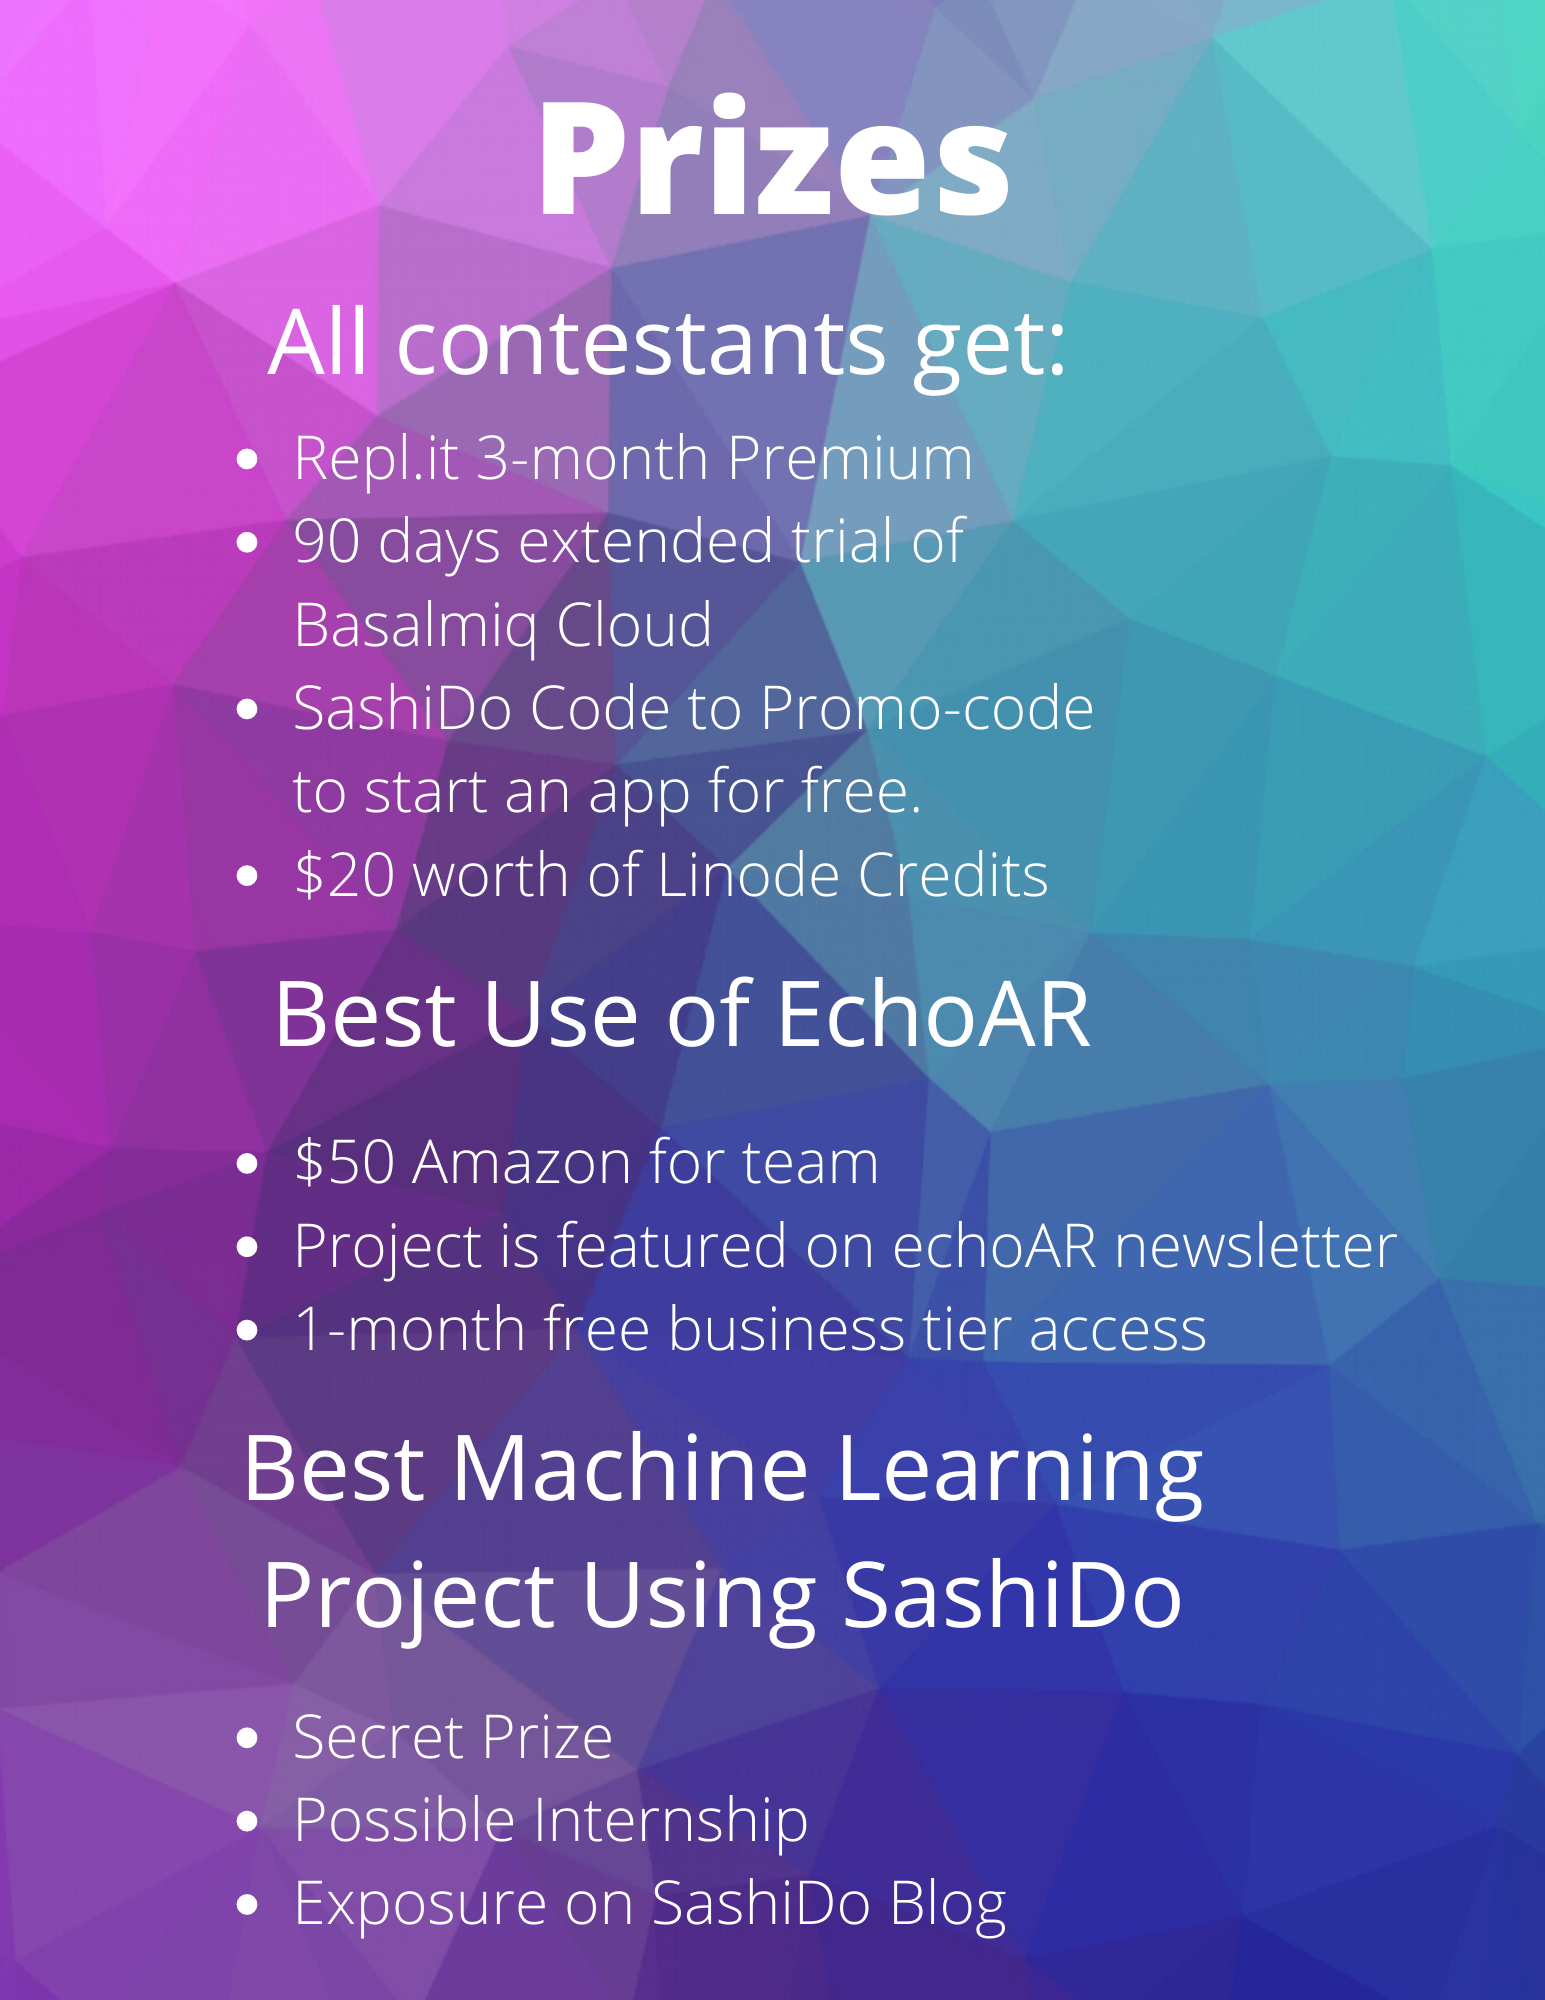 Prizes
All contestants get:
• Repl.it 3-month Premium
• 90 days extended trial of
Basalmiq Cloud
• SashiDo Code to Promo-code
to start an app for free.
• $20 worth of Linode Credits
Best Use of EchoAR
• $50 Amazon for team
• Project is featured on echoAR newsletter
• 1-month free business tier access
Best Machine Learning
Project Using SashiDo
• Secret Prize
• Possible Internship
• Exposure on SashiDo Blog